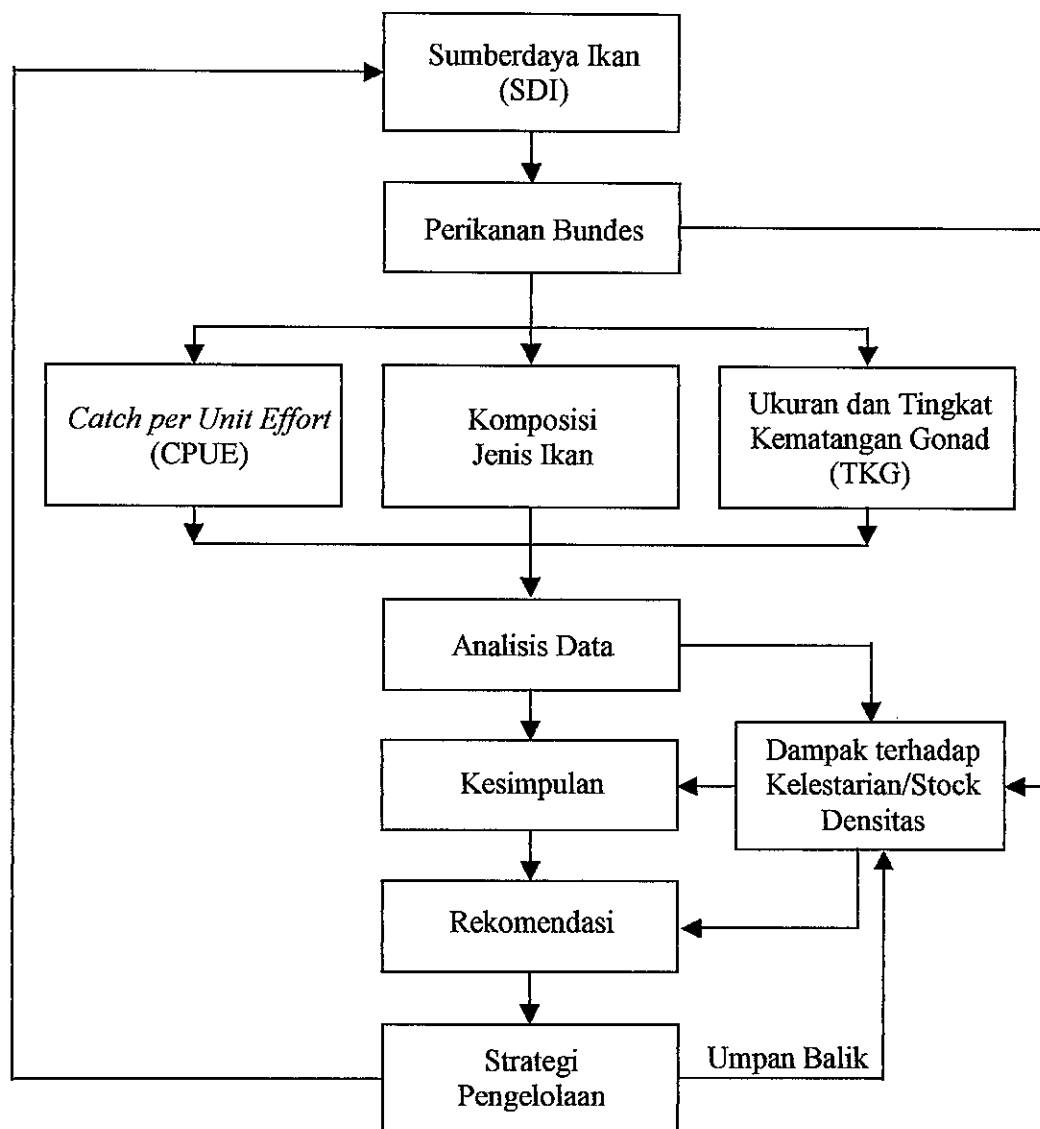 Sumberdaya Ikan
(SDI)
Perikanan Bundes
Catch per Unit Effort
(CPUE)
Komposisi
Jenis Ikan
Ukuran dan Tingkat
Kematangan Gonad
(TKG)
Analisis Data
Kesimpulan
Dampak terhadap
Kelestarian/Stock
Densitas
Rekomendasi
Strategi
Pengelolaan
Umpan Balik